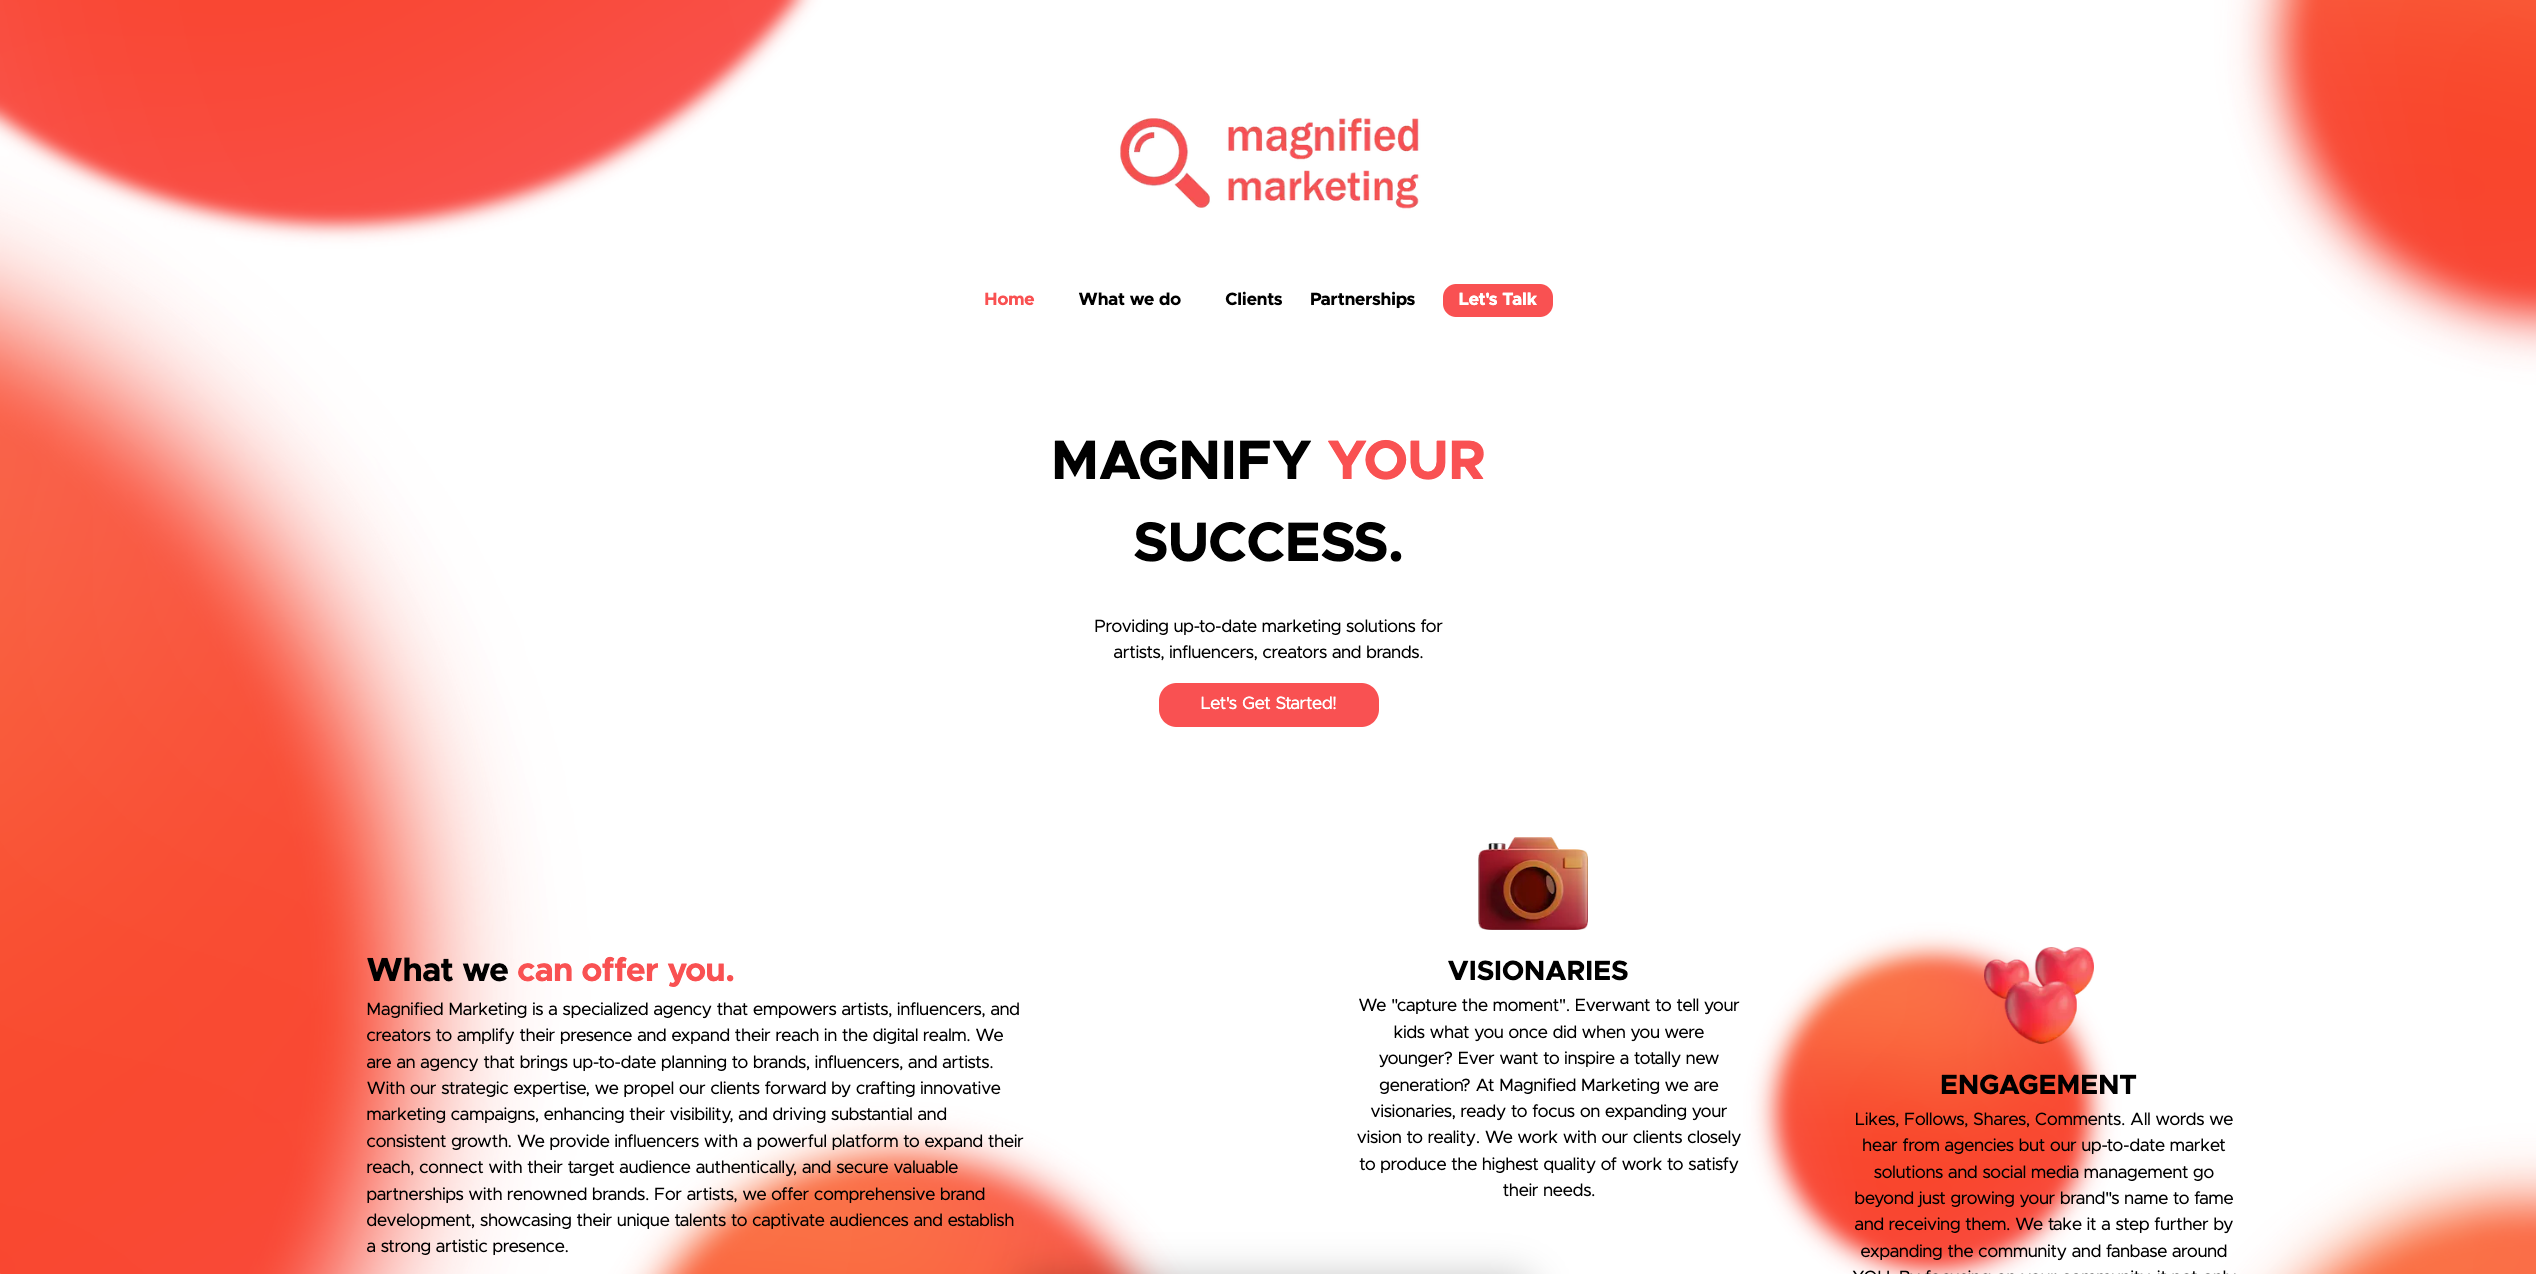 magnified
marketing
Home What we do Clients Partnerships Let's Talk
MAGNIFY YOUR
SUCCESS.
Providing up-to-date marketing solutions for
artists, influencers, creators and brands.
Let's Get Started!
What we can offer you.
Magnified Marketing is a specialized agency that empowers artists, influencers, and
creators to amplify their presence and expand their reach in the digital realm. We
are an agency that brings up-to-date planning to brands, influencers, and artists.
With our strategic expertise, we propel our clients forward by crafting innovative
marketing campaigns, enhancing their visibility, and driving substantial and
consistent growth. We provide influencers with a powerful platform to expand their
reach, connect with their target audience authentically, and secure valuable
partnerships with renowned brands. For artists, we offer comprehensive brand
development, showcasing their unique talents to captivate audiences and establish
a strong artistic presence.
VISIONARIES
We "capture the moment". Everwant to tell your
kids what you once did when you were
younger? Ever want to inspire a totally new
generation? At Magnified Marketing we are
visionaries, ready to focus on expanding your
vision to reality. We work with our clients closely
to produce the highest quality of work to satisfy
their needs.
ENGAGEMENT
Likes, Follows, Shares, Comments. All words we
hear from agencies but our up-to-date market
solutions and social media management go
beyond just growing your brand"s name to fame
and receiving them. We take it a step further by
expanding the community and fanbase around